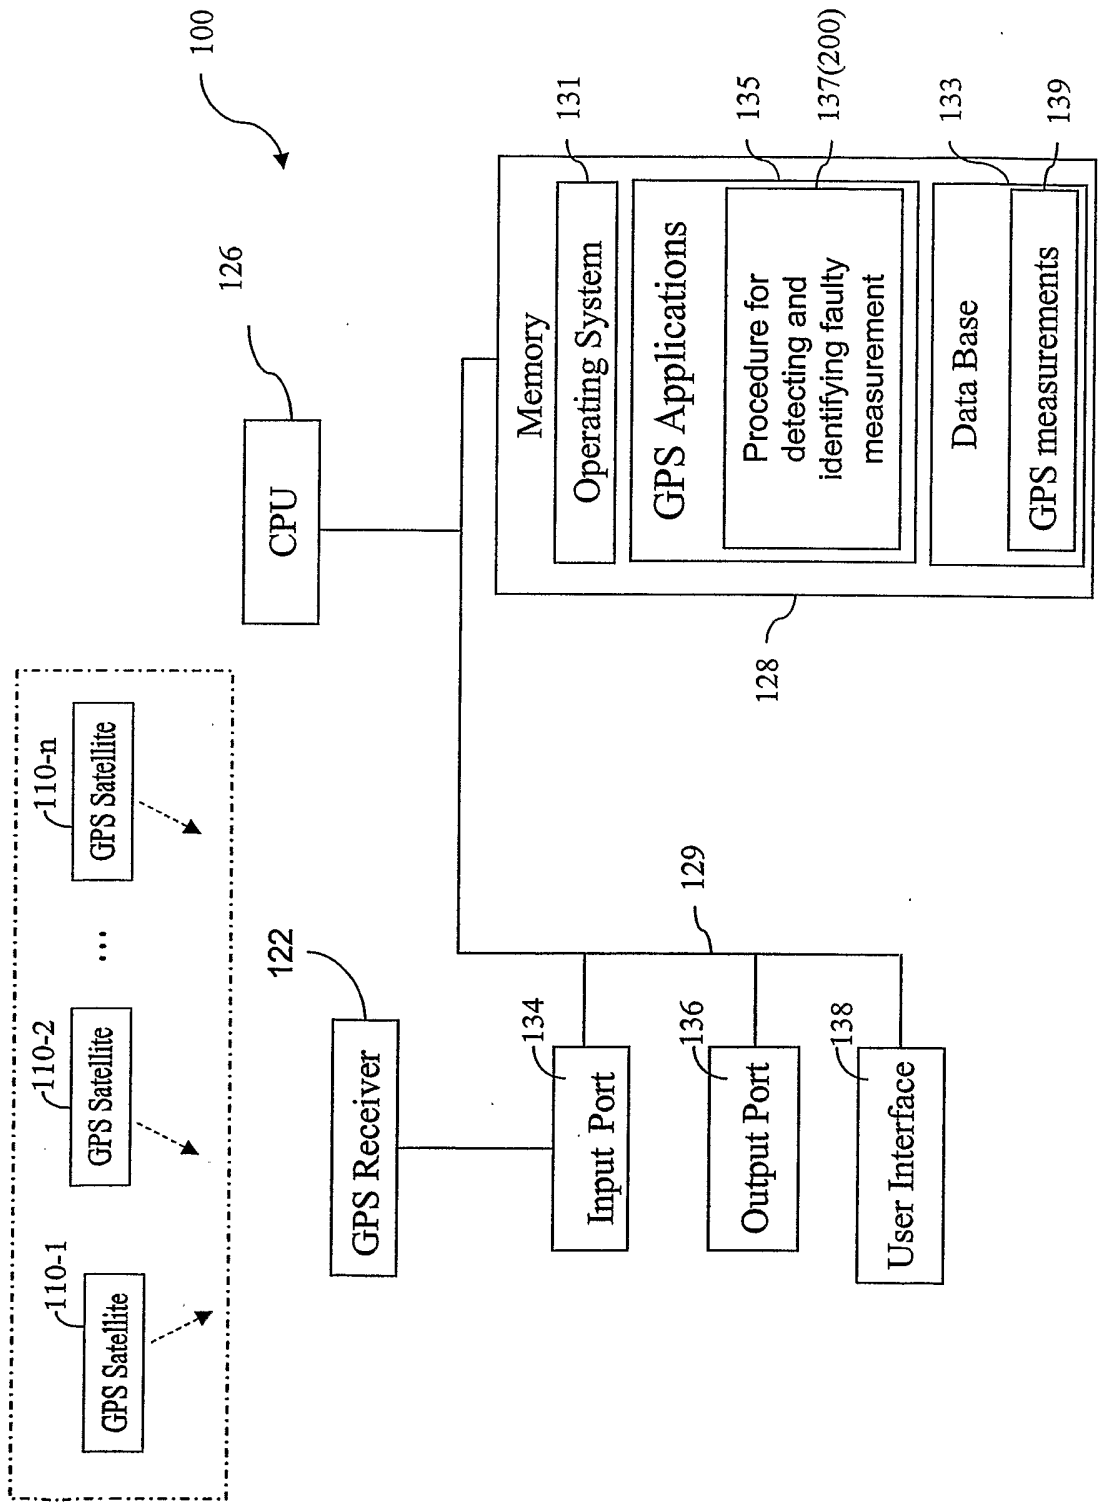 100
110-1
110-2
110-n
GPS Satellite
GPS Satellite
...
GPS Satellite
122
GPS Receiver
126
CPU
134
Input Port
136
Output Port
138
User Interface
129
128
Memory
131
Operating System
135
GPS Applications
137(200)
Procedure for
detecting and
identifying faulty
measurement
133
Data Base
139
GPS measurements